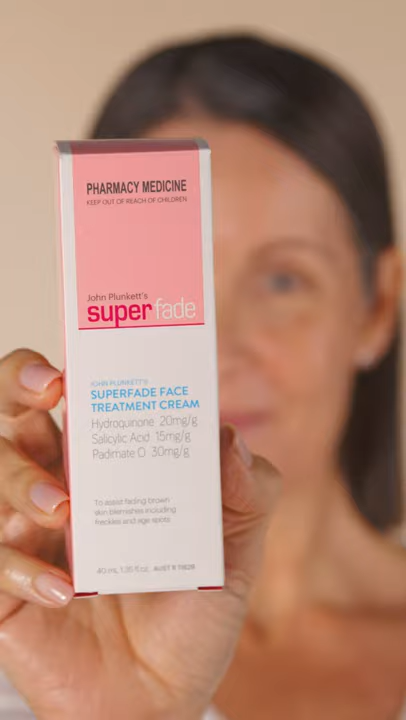 PHARMACY MEDICINE
KEEP OUT OF REACH OF CHILDREN
John Plunkett's
superfade
JOHN PLUNKETT'S
SUPERFADE FACE
TREATMENT CREAM
Hydroquinone 20mg/g
Salicylic Acid 15mg/g
Padimate O 30mg/g
To assist fading brown
skin blemishes including
freckles and age spots
40 mL 1.35 fl oz AUST R